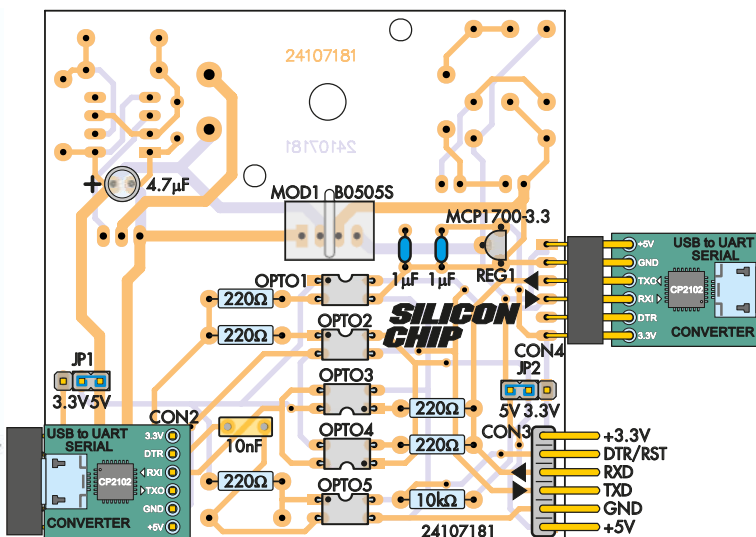 24107181
24107181
+ 4.7µF
MOD1 B0505S
MCP1700-3.3
1µF 1µF
REG1
+5V
GND
TXO
RXI
DTR
3.3V
USB to UART
SERIAL
CP2102
CONVERTER
OPTO1
220Ω
OPTO2
220Ω
SILICON
CHIP
CON4
JP1
3.3V 5V
OPTO3
JP2
5V 3.3V
220Ω
CON2
10nF
OPTO4
220Ω
CON3
USB to UART
SERIAL
CP2102
CONVERTER
3.3V
DTR
RXI
TXO
GND
+5V
220Ω
OPTO5
10kΩ
24107181
+3.3V
DTR/RST
RXD
TXD
GND
+5V